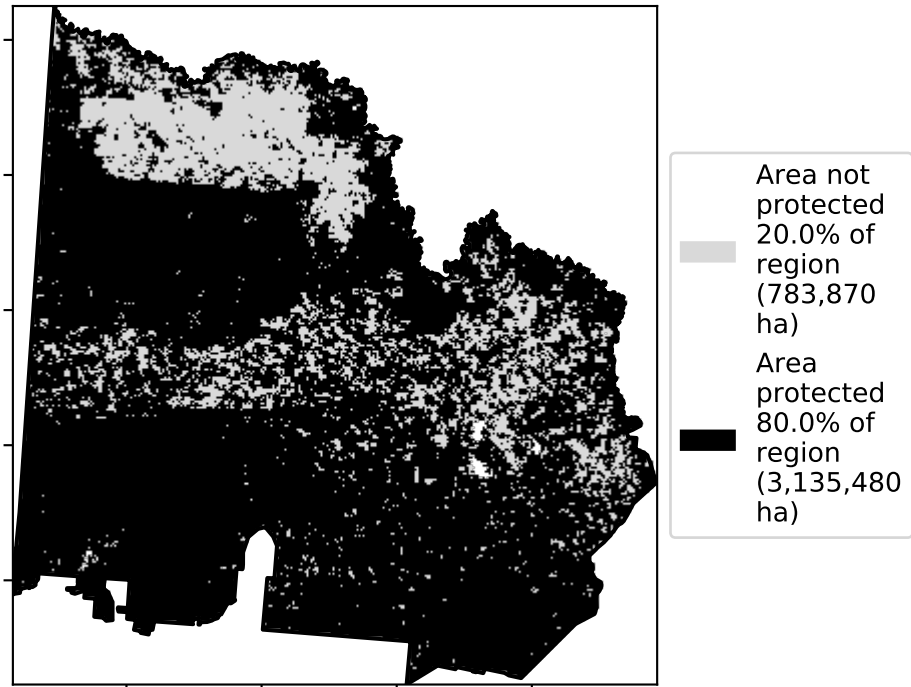 Area not
protected
20.0% of
region
(783,870
ha)
Area
protected
80.0% of
region
(3,135,480
ha)